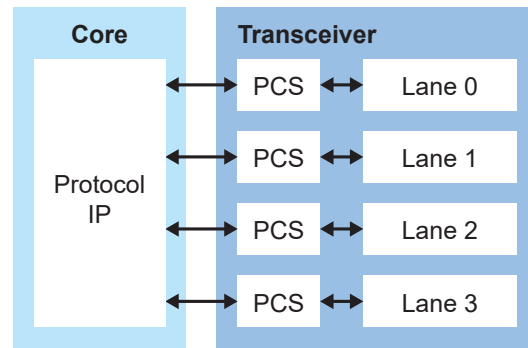 Core
Transceiver
Protocol
IP
PCS
Lane 0
PCS
Lane 1
PCS
Lane 2
PCS
Lane 3